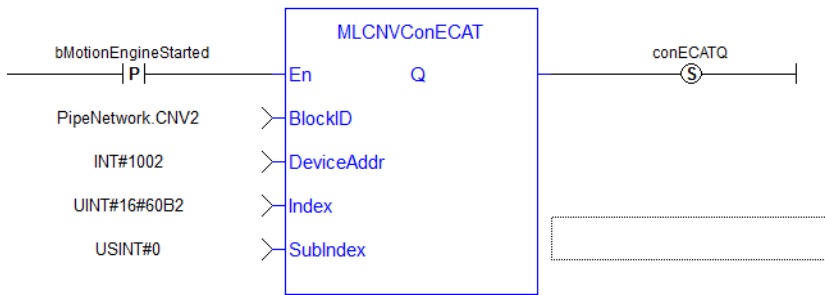 MLCNVConECAT
bMotionEngineStarted
conECATQ
P
En
Q
S
PipeNetwork.CNV2
BlockID
INT#1002
DeviceAddr
UINT#16#60B2
Index
USINT#0
SubIndex